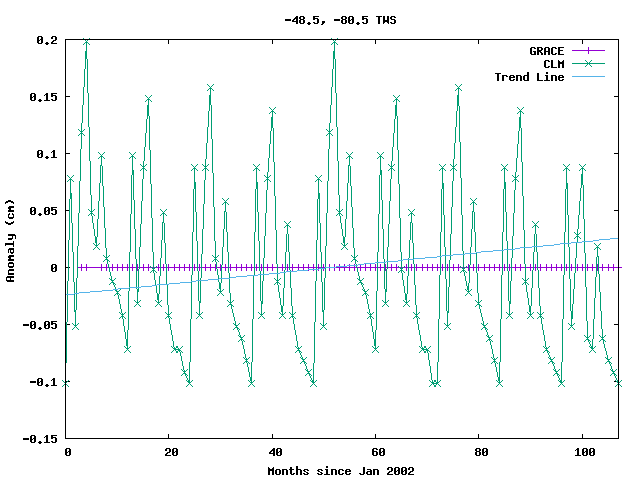 -48.5, -80.5 TWS
GRACE
CLM
Trend Line
0.2
0.15
0.1
0.05
0
-0.05
-0.1
-0.15
Anomaly (cm)
0 20 40 60 80 100
Months since Jan 2002